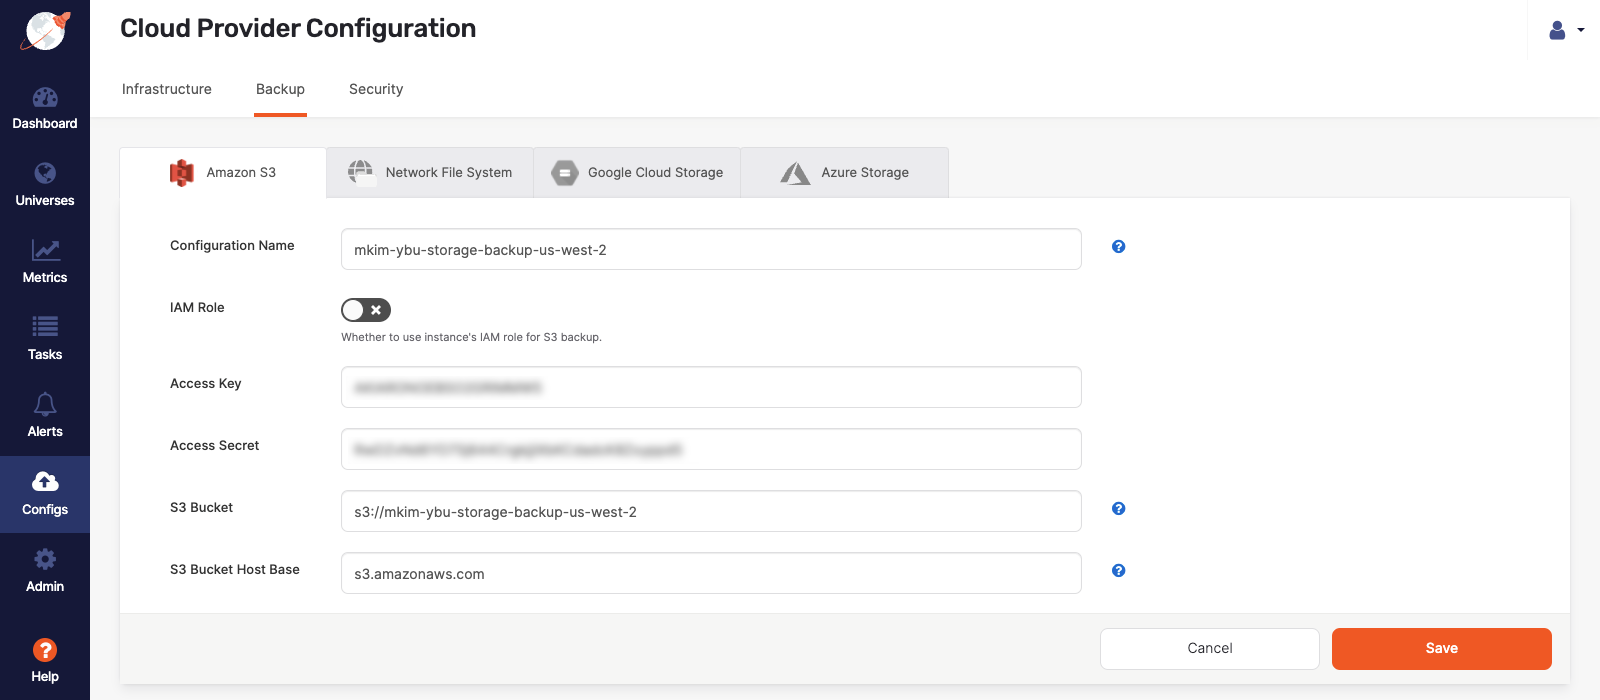 Cloud Provider Configuration
Infrastructure
Backup
Security
Dashboard
Universes
Metrics
Tasks
Alerts
Configs
Admin
Help
Amazon S3
Network File System
Google Cloud Storage
Azure Storage
Configuration Name
mkim-ybu-storage-backup-us-west-2
IAM Role
Whether to use instance's IAM role for S3 backup.
Access Key
Access Secret
S3 Bucket
s3://mkim-ybu-storage-backup-us-west-2
S3 Bucket Host Base
s3.amazonaws.com
Cancel
Save